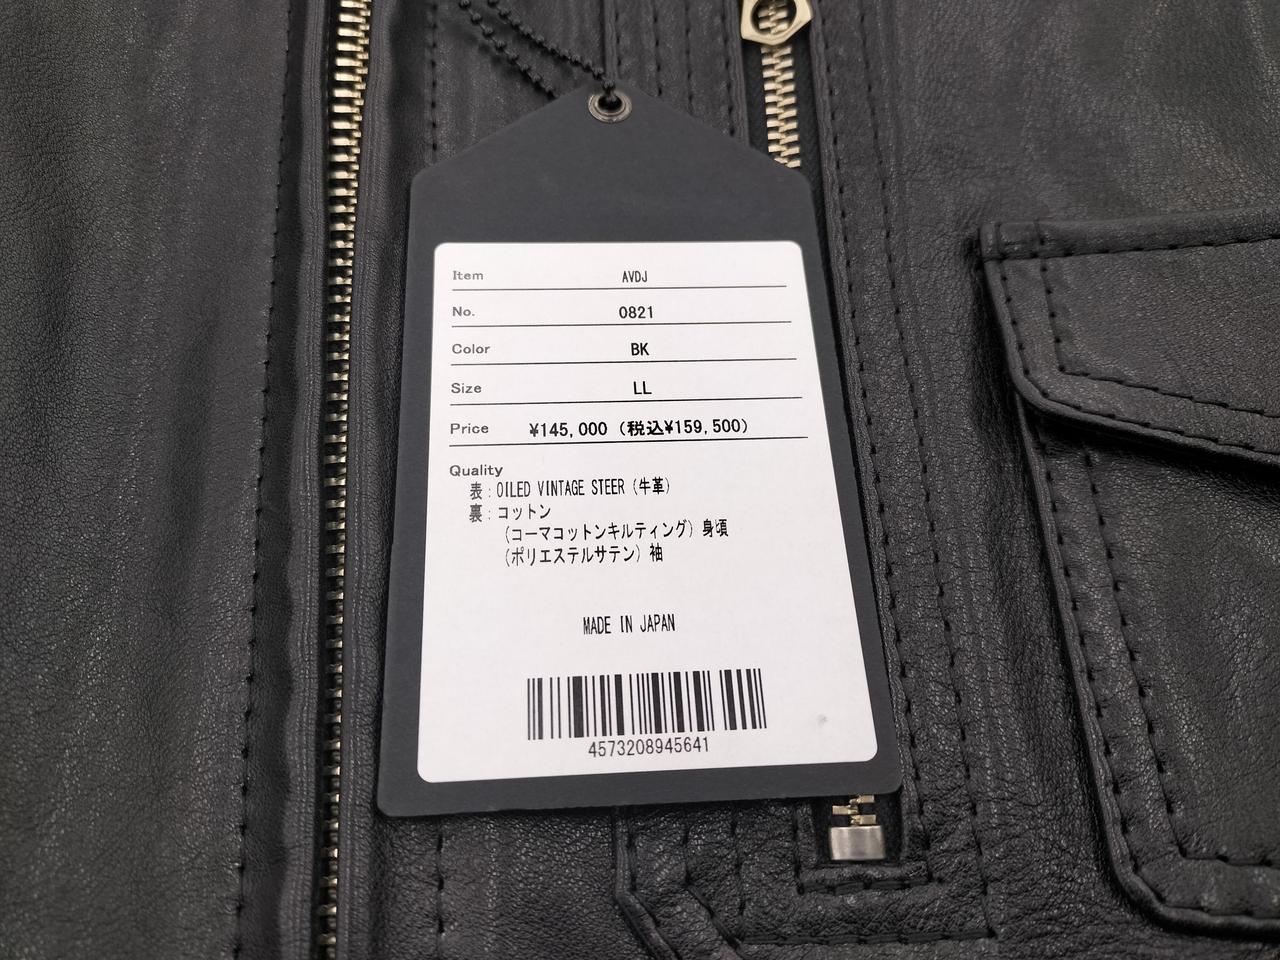 Item AVDJ
No. 0821
Color BK
Size LL
Price ¥145,000 (税込¥159,500)
Quality
表:OILED VINTAGE STEER(牛革)
裏:コットン
(コーマコットンキルティング)身頃
(ポリエステルサテン)袖
MADE IN JAPAN
4573208945641